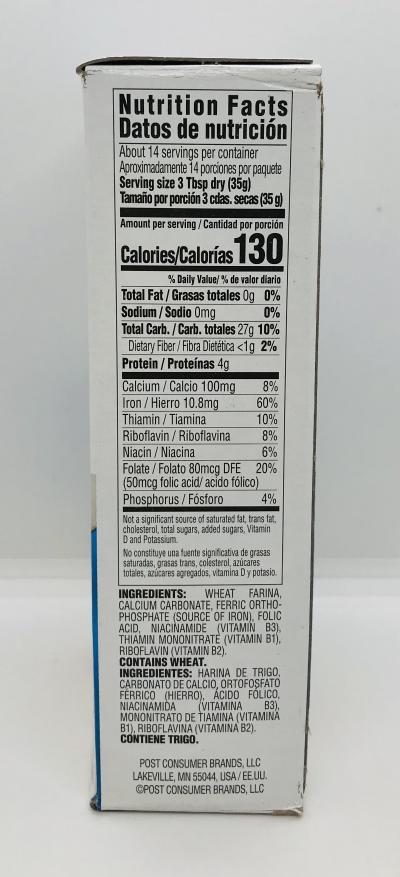 Nutrition Facts
Datos de nutrición
About 14 servings per container
Aproximadamente 14 porciones por paquete
Serving size 3 Tbsp dry (35g)
Tamaño por porción 3 cdas. secas (35 g)
Amount per serving / Cantidad por porción
Calories/Calorías 130
% Daily Value/ % de valor diario
Total Fat / Grasas totales 0g 0%
Sodium / Sodio 0mg 0%
Total Carb. / Carb. totales 27g 10%
Dietary Fiber / Fibra Dietética <1g 2%
Protein / Proteínas 4g
Calcium / Calcio 100mg 8%
Iron / Hierro 10.8mg 60%
Thiamin / Tiamina 10%
Riboflavin / Riboflavina 8%
Niacin / Niacina 6%
Folate / Folato 80mcg DFE 20%
(50mcg folic acid/ acido fólico)
Phosphorus / Fósforo 4%
Not a significant source of saturated fat, trans fat,
cholesterol, total sugars, added sugars, Vitamin
D and Potassium.
No constituye una fuente significativa de grasas
saturadas, grasas trans, colesterol, azúcares
totales, azúcares agregados, vitamina D y potasio.
INGREDIENTS: WHEAT FARINA,
CALCIUM CARBONATE, FERRIC ORTHO-
PHOSPHATE (SOURCE OF IRON), FOLIC
ACID, NIACINAMIDE (VITAMIN B3),
THIAMIN MONONITRATE (VITAMIN B1),
RIBOFLAVIN (VITAMIN B2).
CONTAINS WHEAT.
INGREDIENTES: HARINA DE TRIGO,
CARBONATO DE CALCIO, ORTOFOSFATO
FÉRRICO (HIERRO), ÁCIDO FÓLICO,
NIACINAMIDA (VITAMINA B3),
MONONITRATO DE TIAMINA (VITAMINA
B1), RIBOFLAVINA (VITAMINA B2).
CONTIENE TRIGO.
POST CONSUMER BRANDS, LLC
LAKEVILLE, MN 55044, USA / EE.UU.
©POST CONSUMER BRANDS, LLC